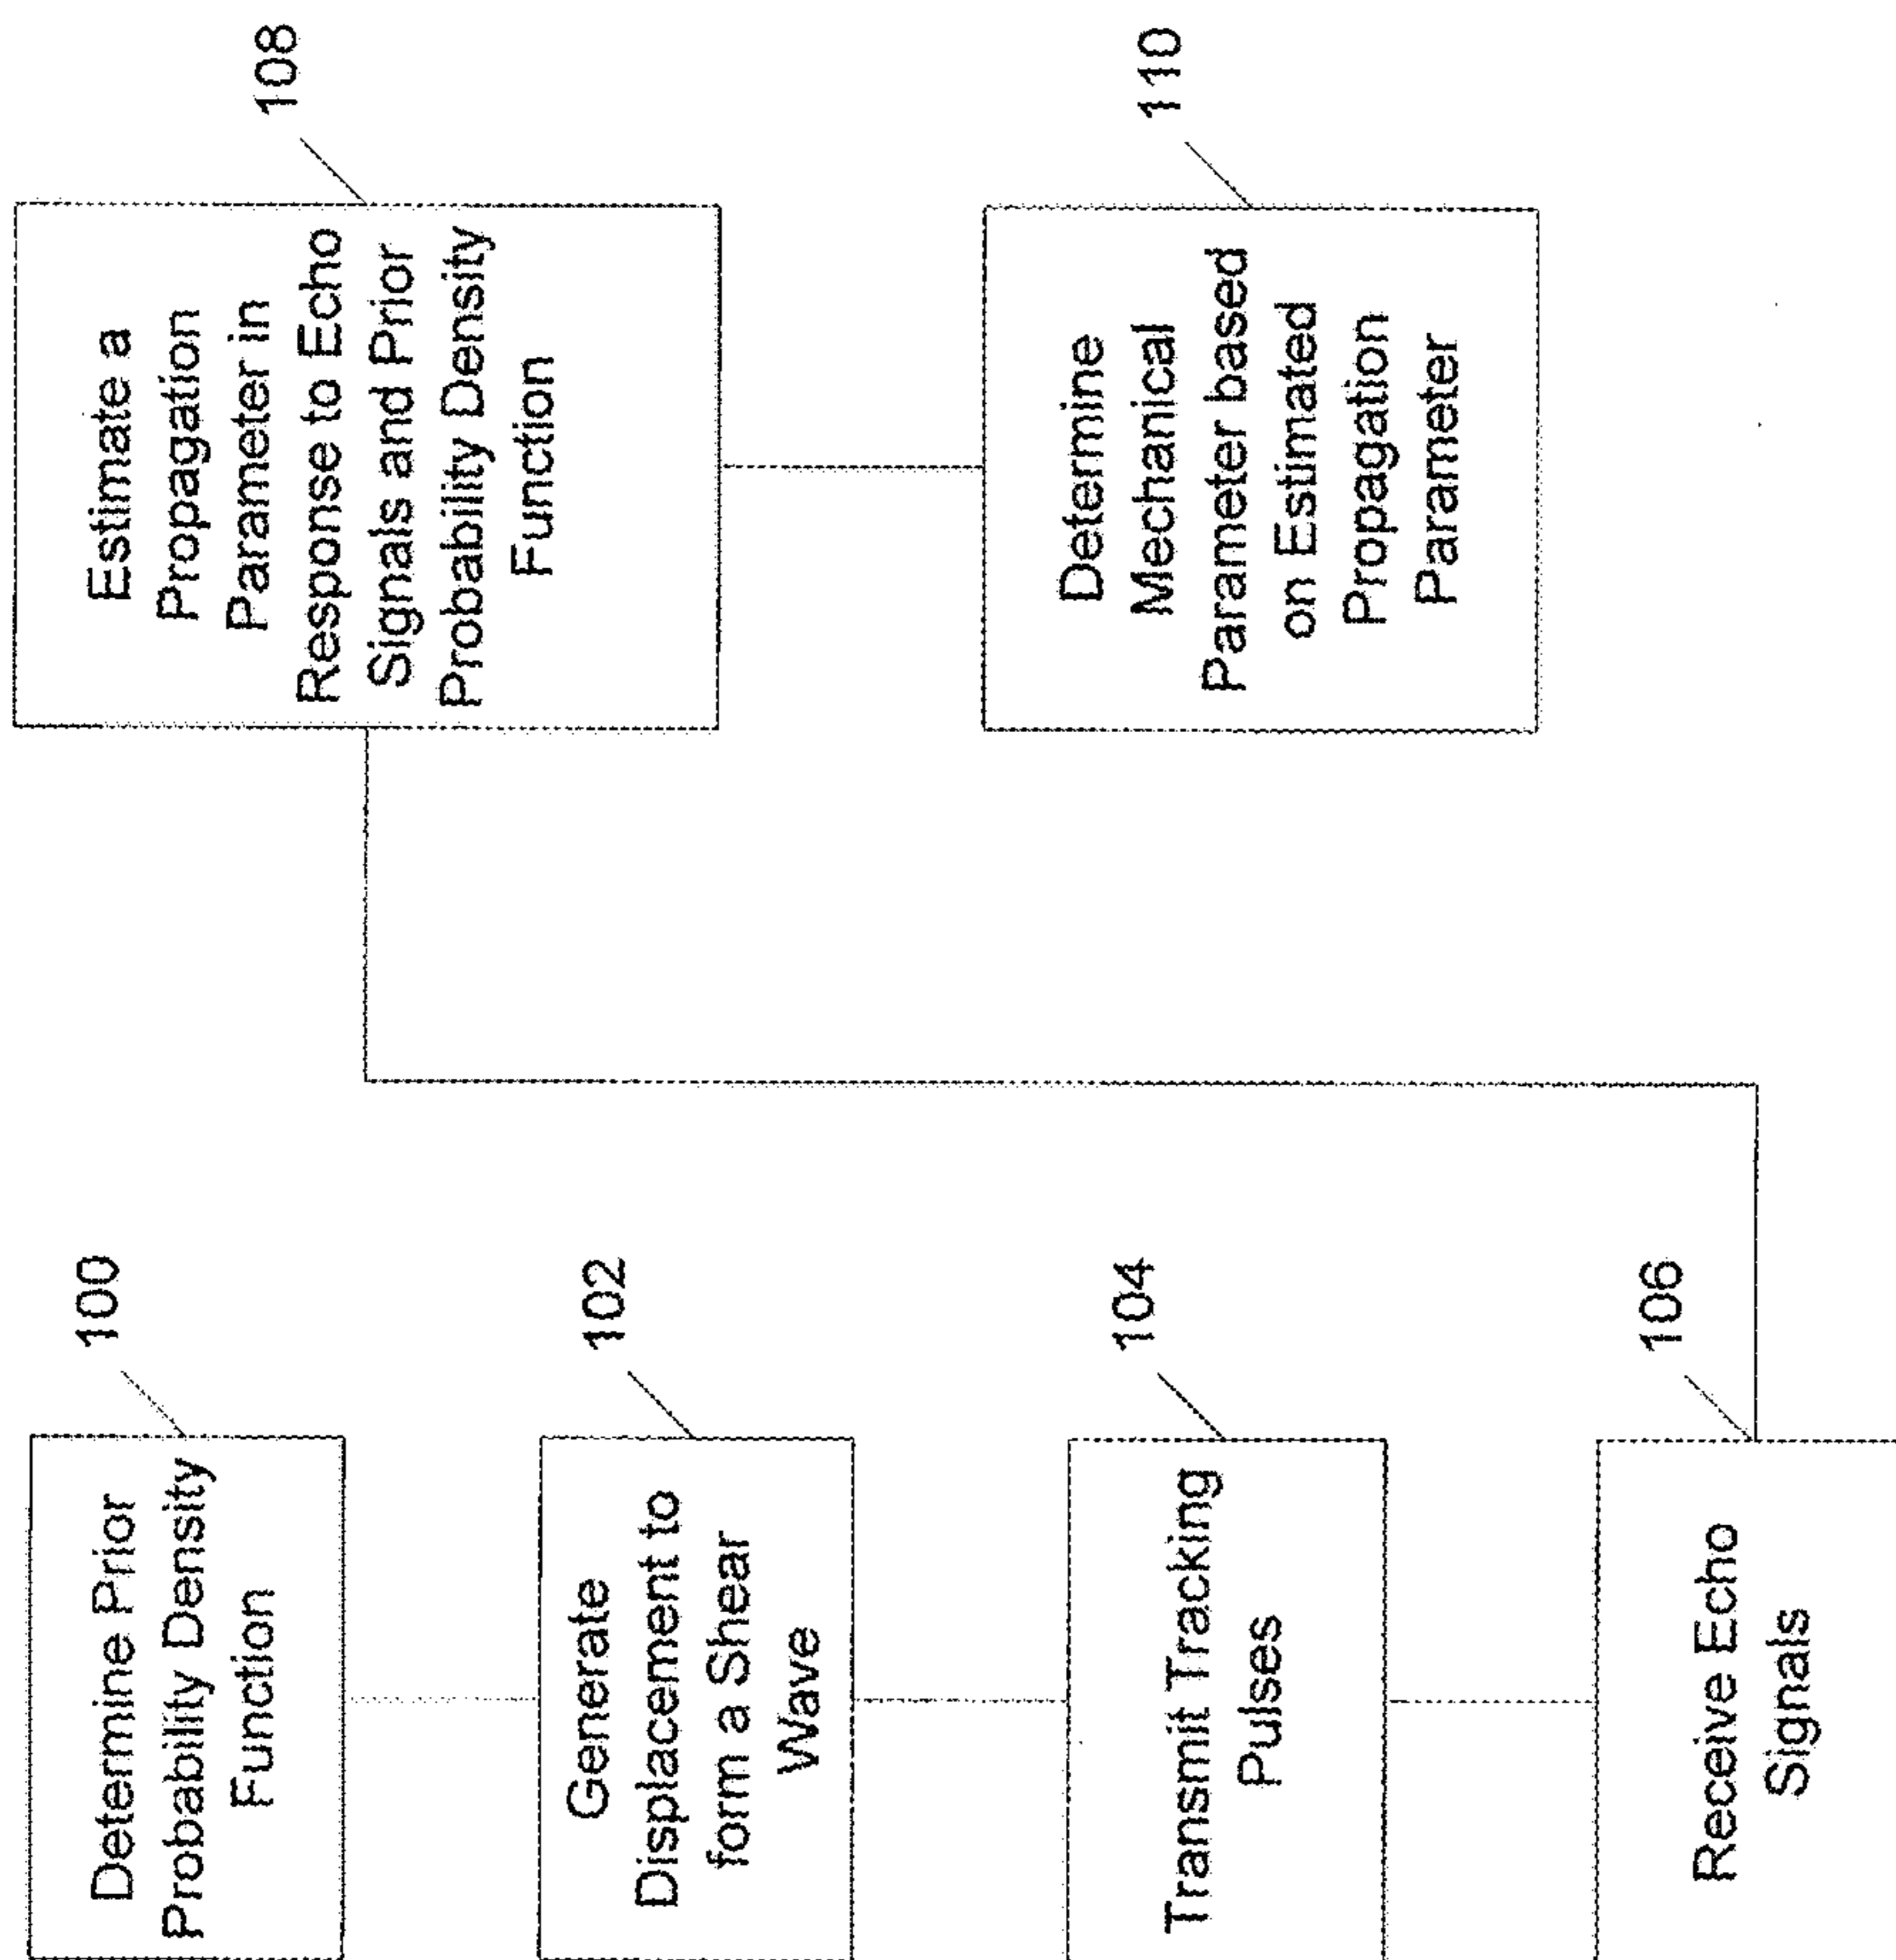 100
Determine Prior
Probability Density
Function
102
Generate
Displacement to
form a Shear
Wave
104
Transmit Tracking
Pulses
106
Receive Echo
Signals
108
Estimate a
Propagation
Parameter in
Response to Echo
Signals and Prior
Probability Density
Function
110
Determine
Mechanical
Parameter based
on Estimated
Propagation
Parameter